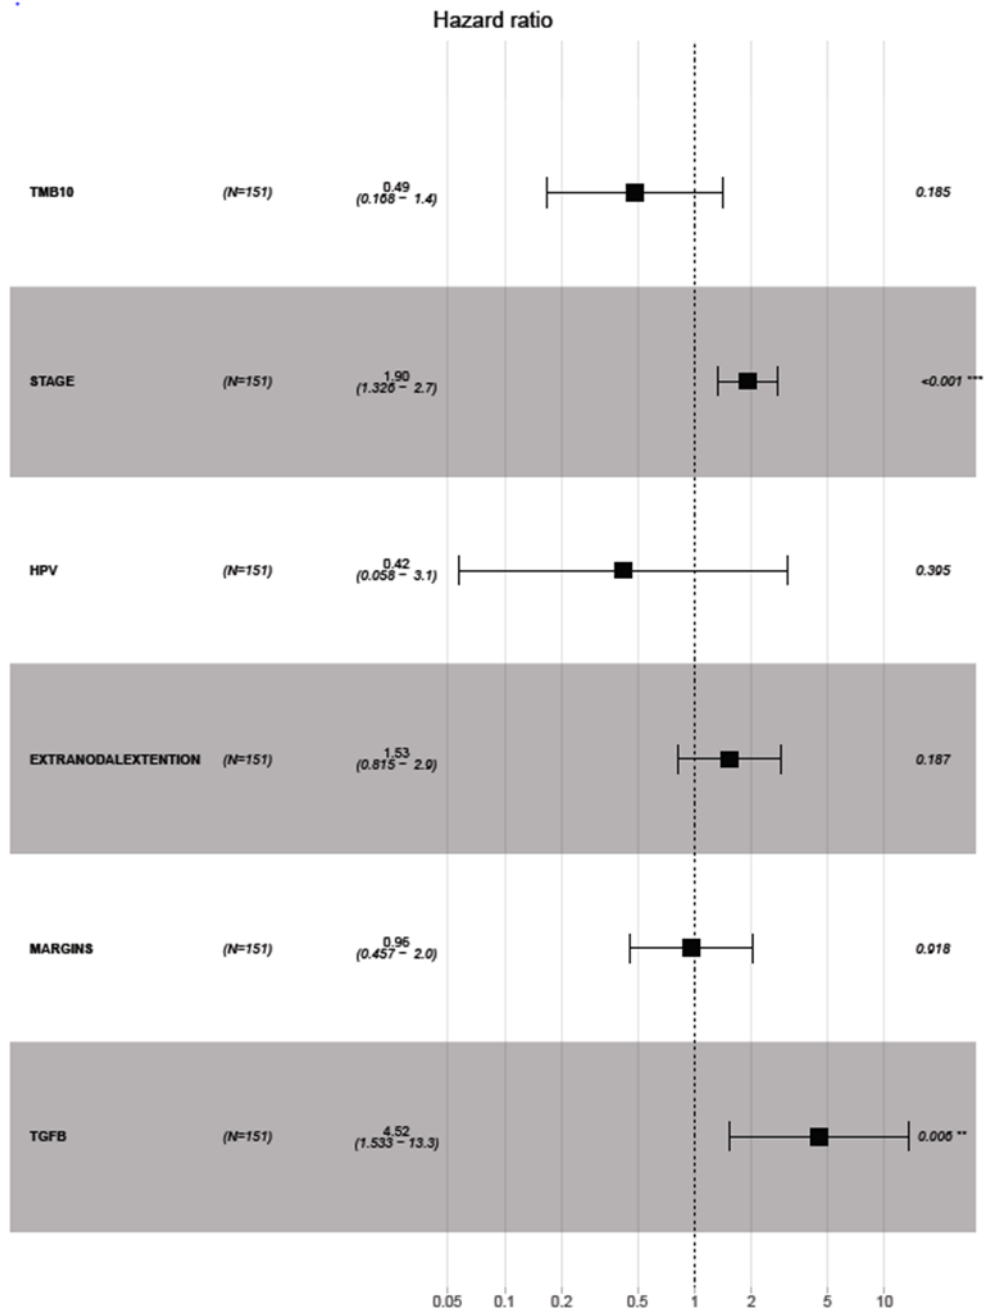 Hazard ratio
TMB10 (N=151) 0.49 0.185
(0.168 − 1.4)
STAGE (N=151) 1.90 <0.001 ***
(1.326 − 2.7)
HPV (N=151) 0.42 0.395
(0.058 − 3.1)
EXTRANODALEXTENTION (N=151) 1.53 0.187
(0.815 − 2.9)
MARGINS (N=151) 0.96 0.918
(0.457 − 2.0)
TGFB (N=151) 4.52 0.006 **
(1.533 − 13.3)
0.05 0.1 0.2 0.5 1 2 5 10